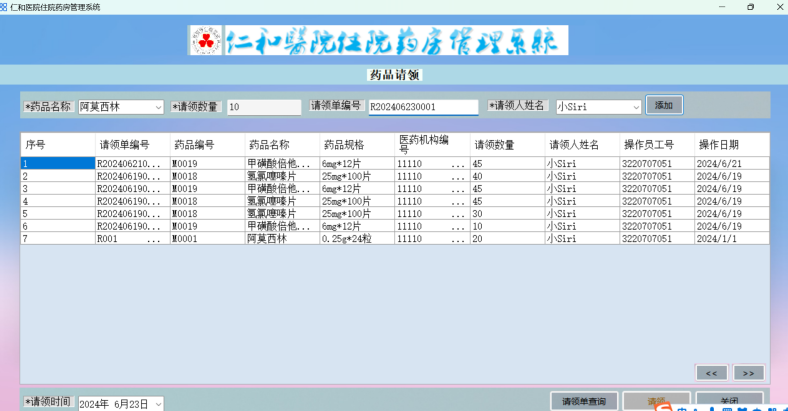 仁和医院住院药房管理系统
仁和医院住院药房管理系统
药品请领
*药品名称 阿莫西林 *请领数量 10 请领单编号 R202406230001 *请领人姓名 小Siri 添加
序号 请领单编号 药品编号 药品名称 药品规格 医药机构编号 请领数量 请领人姓名 操作员工号 操作日期
1 R202406210... M0019 甲磺酸倍他... 6mg*12片 11110 ... 45 小Siri 3220707051 2024/6/21
2 R202406190... M0018 氢氯噻嗪片 25mg*100片 11110 ... 40 小Siri 3220707051 2024/6/19
3 R202406190... M0019 甲磺酸倍他... 6mg*12片 11110 ... 45 小Siri 3220707051 2024/6/19
4 R202406190... M0018 氢氯噻嗪片 25mg*100片 11110 ... 45 小Siri 3220707051 2024/6/19
5 R202406190... M0018 氢氯噻嗪片 25mg*100片 11110 ... 30 小Siri 3220707051 2024/6/19
6 R202406190... M0019 甲磺酸倍他... 6mg*12片 11110 ... 10 小Siri 3220707051 2024/6/19
7 R001 ... M0001 阿莫西林 0.25g*24粒 11110 ... 20 小Siri 3220707051 2024/1/1
<< >>
*请领时间 2024年 6月23日 请领单查询 请领 关闭